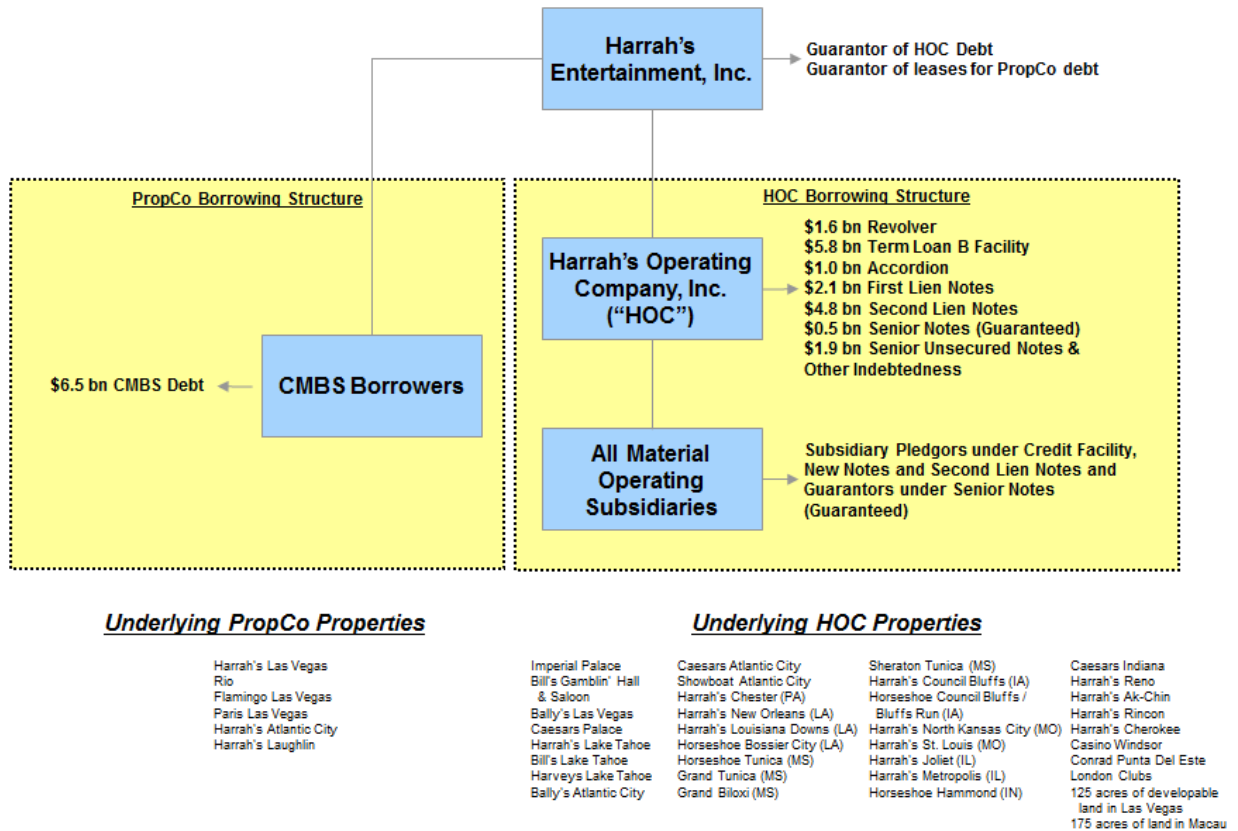 Harrah's
Entertainment, Inc.
Guarantor of HOC Debt
Guarantor of leases for PropCo debt
PropCo Borrowing Structure
CMBS Borrowers
$6.5 bn CMBS Debt
HOC Borrowing Structure
Harrah's Operating
Company, Inc.
("HOC")
$1.6 bn Revolver
$5.8 bn Term Loan B Facility
$1.0 bn Accordion
$2.1 bn First Lien Notes
$4.8 bn Second Lien Notes
$0.5 bn Senior Notes (Guaranteed)
$1.9 bn Senior Unsecured Notes &
Other Indebtedness
All Material
Operating
Subsidiaries
Subsidiary Pledgors under Credit Facility,
New Notes and Second Lien Notes and
Guarantors under Senior Notes
(Guaranteed)
Underlying PropCo Properties
Harrah's Las Vegas
Rio
Flamingo Las Vegas
Paris Las Vegas
Harrah's Atlantic City
Harrah's Laughlin
Underlying HOC Properties
Imperial Palace
Bill's Gamblin' Hall
& Saloon
Bally's Las Vegas
Caesars Palace
Harrah's Lake Tahoe
Bill's Lake Tahoe
Harveys Lake Tahoe
Bally's Atlantic City
Caesars Atlantic City
Showboat Atlantic City
Harrah's Chester (PA)
Harrah's New Orleans (LA)
Harrah's Louisiana Downs (LA)
Horseshoe Bossier City (LA)
Horseshoe Tunica (MS)
Grand Tunica (MS)
Grand Biloxi (MS)
Sheraton Tunica (MS)
Harrah's Council Bluffs (IA)
Horseshoe Council Bluffs /
Bluffs Run (IA)
Harrah's North Kansas City (MO)
Harrah's St. Louis (MO)
Harrah's Joliet (IL)
Harrah's Metropolis (IL)
Horseshoe Hammond (IN)
Caesars Indiana
Harrah's Reno
Harrah's Ak-Chin
Harrah's Rincon
Harrah's Cherokee
Casino Windsor
Conrad Punta Del Este
London Clubs
125 acres of developable
land in Las Vegas
175 acres of land in Macau